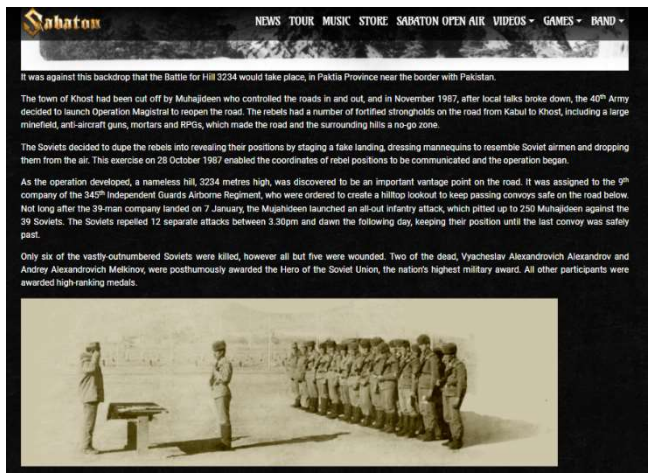 Sabaton
NEWS TOUR MUSIC STORE SABATON OPEN AIR VIDEOS GAMES BAND
It was against this backdrop that the Battle for Hill 3234 would take place, in Paktia Province near the border with Pakistan.
The town of Khost had been cut off by Muhajideen who controlled the roads in and out, and in November 1987, after local talks broke down, the 40th Army
decided to launch Operation Magistral to reopen the road. The rebels had a number of fortified strongholds on the road from Kabul to Khost, including a large
minefield, anti-aircraft guns, mortars and RPGs, which made the road and the surrounding hills a no-go zone.
The Soviets decided to dupe the rebels into revealing their positions by staging a fake landing, dressing mannequins to resemble Soviet airmen and dropping
them from the air. This exercise on 28 October 1987 enabled the coordinates of rebel positions to be communicated and the operation began.
As the operation developed, a nameless hill, 3234 metres high, was discovered to be an important vantage point on the road. It was assigned to the 9th
company of the 345th Independent Guards Airborne Regiment, who were ordered to create a hilltop lookout to keep passing convoys safe on the road below.
Not long after the 39-man company landed on 7 January, the Mujahideen launched an all-out infantry attack, which pitted up to 250 Muhajideen against the
39 Soviets. The Soviets repelled 12 separate attacks between 3.30pm and dawn the following day, keeping their position until the last convoy was safely
past.
Only six of the vastly-outnumbered Soviets were killed, however all but five were wounded. Two of the dead, Vyacheslav Alexandrovich Alexandrov and
Andrey Alexandrovich Melkinov, were posthumously awarded the Hero of the Soviet Union, the nation's highest military award. All other participants were
awarded high-ranking medals.